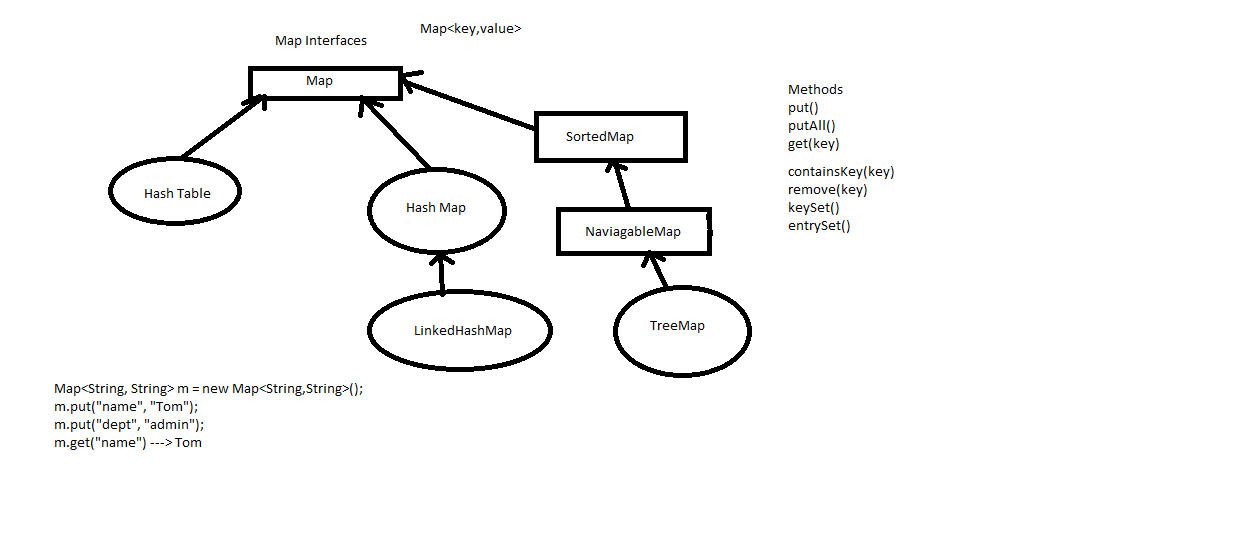 Map<key,value>
Map Interfaces
Map
Methods
put()
putAll()
get(key)
containsKey(key)
remove(key)
keySet()
entrySet()
SortedMap
Hash Table
Hash Map
NaviagableMap
LinkedHashMap
TreeMap
Map<String, String> m = new Map<String,String>();
m.put("name", "Tom");
m.put("dept", "admin");
m.get("name") ---> Tom